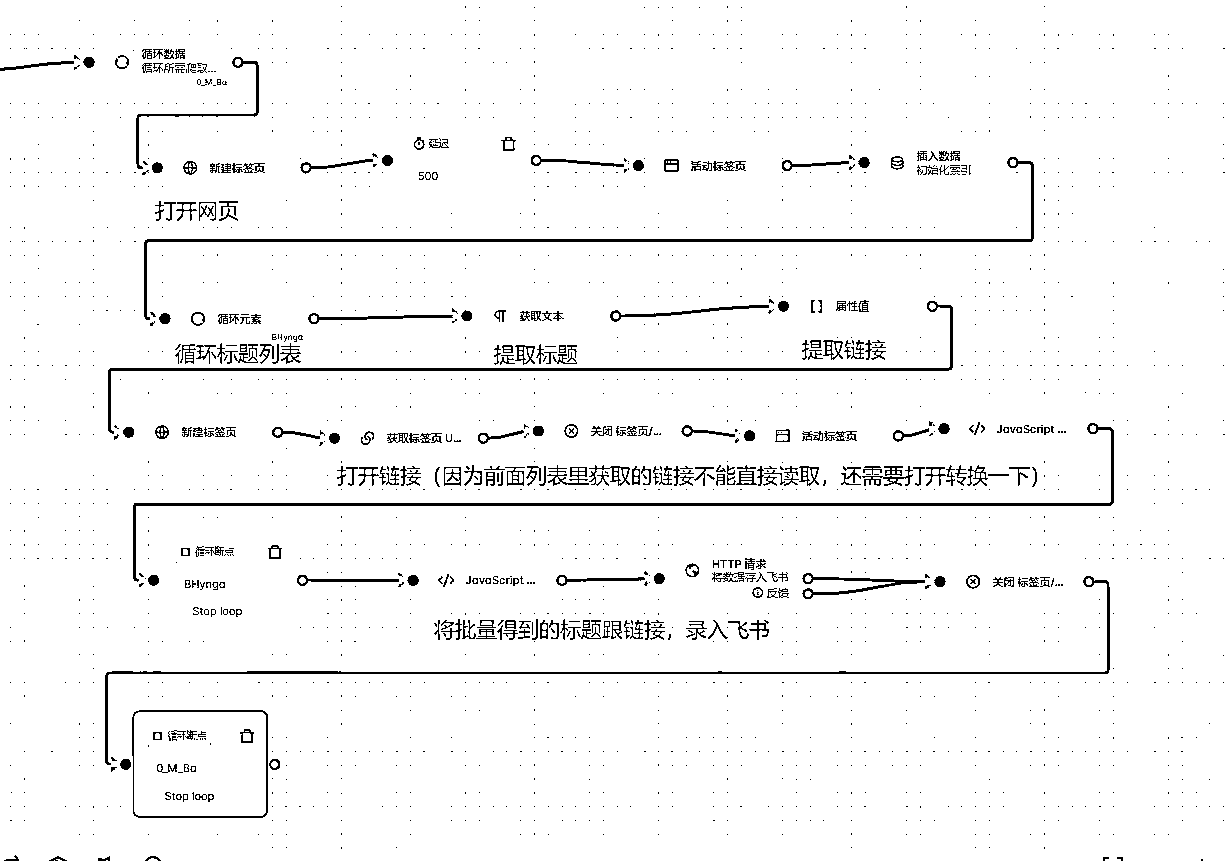 循环数据
循环所需爬取...
0_M_Ba
新建标签页
延迟
500
活动标签页
插入数据
初始化索引
打开网页
循环元素
BHynga
获取文本
属性值
循环标题列表
提取标题
提取链接
新建标签页
获取标签页 U...
关闭 标签页/...
活动标签页
JavaScript ...
打开链接（因为前面列表里获取的链接不能直接读取，还需要打开转换一下）
循环断点
BHynga
Stop loop
JavaScript ...
HTTP 请求
将数据存入飞书
反馈
关闭 标签页/...
将批量得到的标题跟链接，录入飞书
循环断点
0_M_Ba
Stop loop